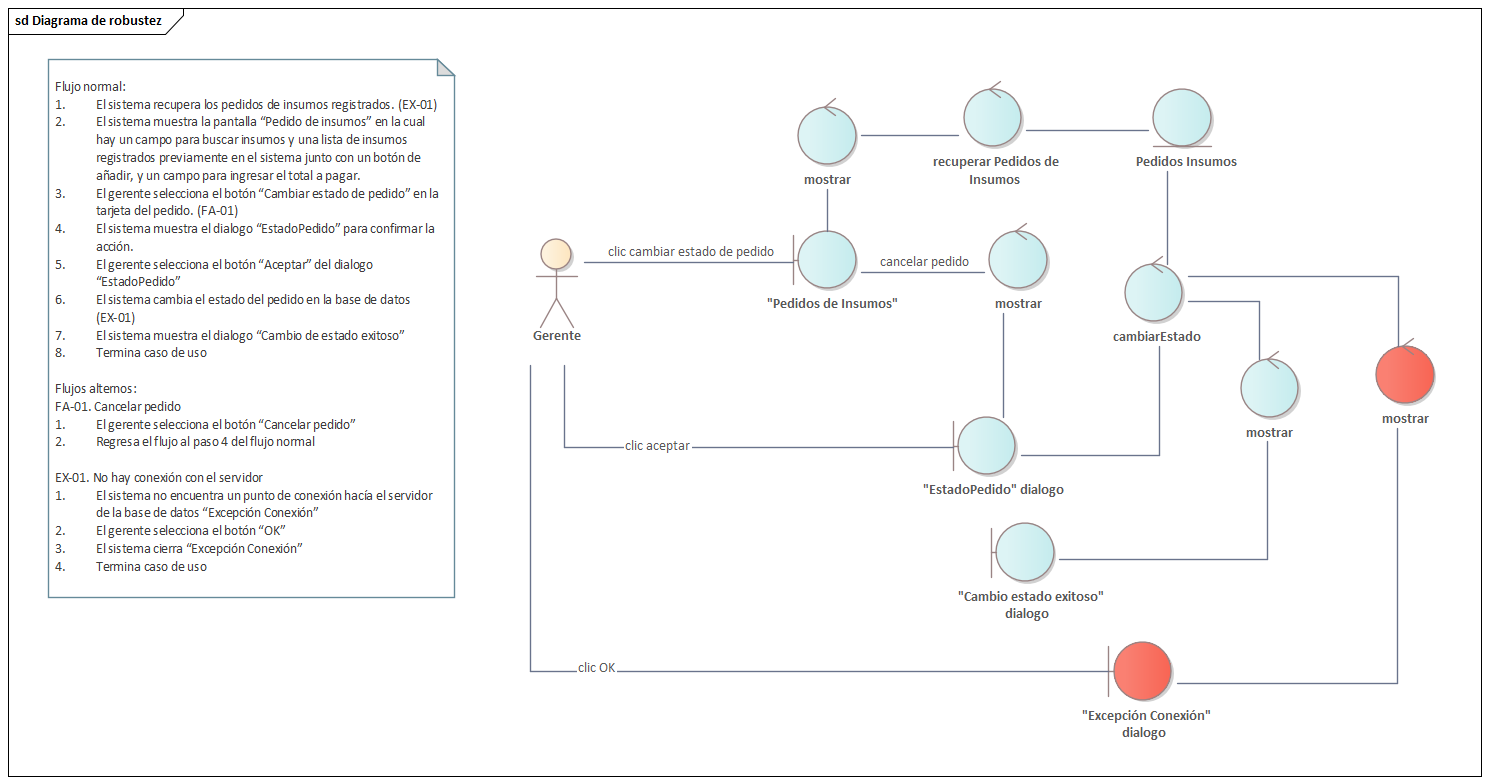 sd Diagrama de robustez
Flujo normal:
1. El sistema recupera los pedidos de insumos registrados. (EX-01)
2. El sistema muestra la pantalla “Pedido de insumos” en la cual
hay un campo para buscar insumos y una lista de insumos
registrados previamente en el sistema junto con un botón de
añadir, y un campo para ingresar el total a pagar.
3. El gerente selecciona el botón “Cambiar estado de pedido” en la
tarjeta del pedido. (FA-01)
4. El sistema muestra el dialogo “EstadoPedido” para confirmar la
acción.
5. El gerente selecciona el botón “Aceptar” del dialogo
“EstadoPedido”
6. El sistema cambia el estado del pedido en la base de datos
(EX-01)
7. El sistema muestra el dialogo “Cambio de estado exitoso”
8. Termina caso de uso
Flujos alternos:
FA-01. Cancelar pedido
1. El gerente selecciona el botón “Cancelar pedido”
2. Regresa el flujo al paso 4 del flujo normal
EX-01. No hay conexión con el servidor
1. El sistema no encuentra un punto de conexión hacía el servidor
de la base de datos “Excepción Conexión”
2. El gerente selecciona el botón “OK”
3. El sistema cierra “Excepción Conexión”
4. Termina caso de uso
mostrar
recuperar Pedidos de
Insumos
Pedidos Insumos
clic cambiar estado de pedido
cancelar pedido
"Pedidos de Insumos"
mostrar
Gerente
cambiarEstado
mostrar
mostrar
clic aceptar
"EstadoPedido" dialogo
"Cambio estado exitoso"
dialogo
clic OK
"Excepción Conexión"
dialogo